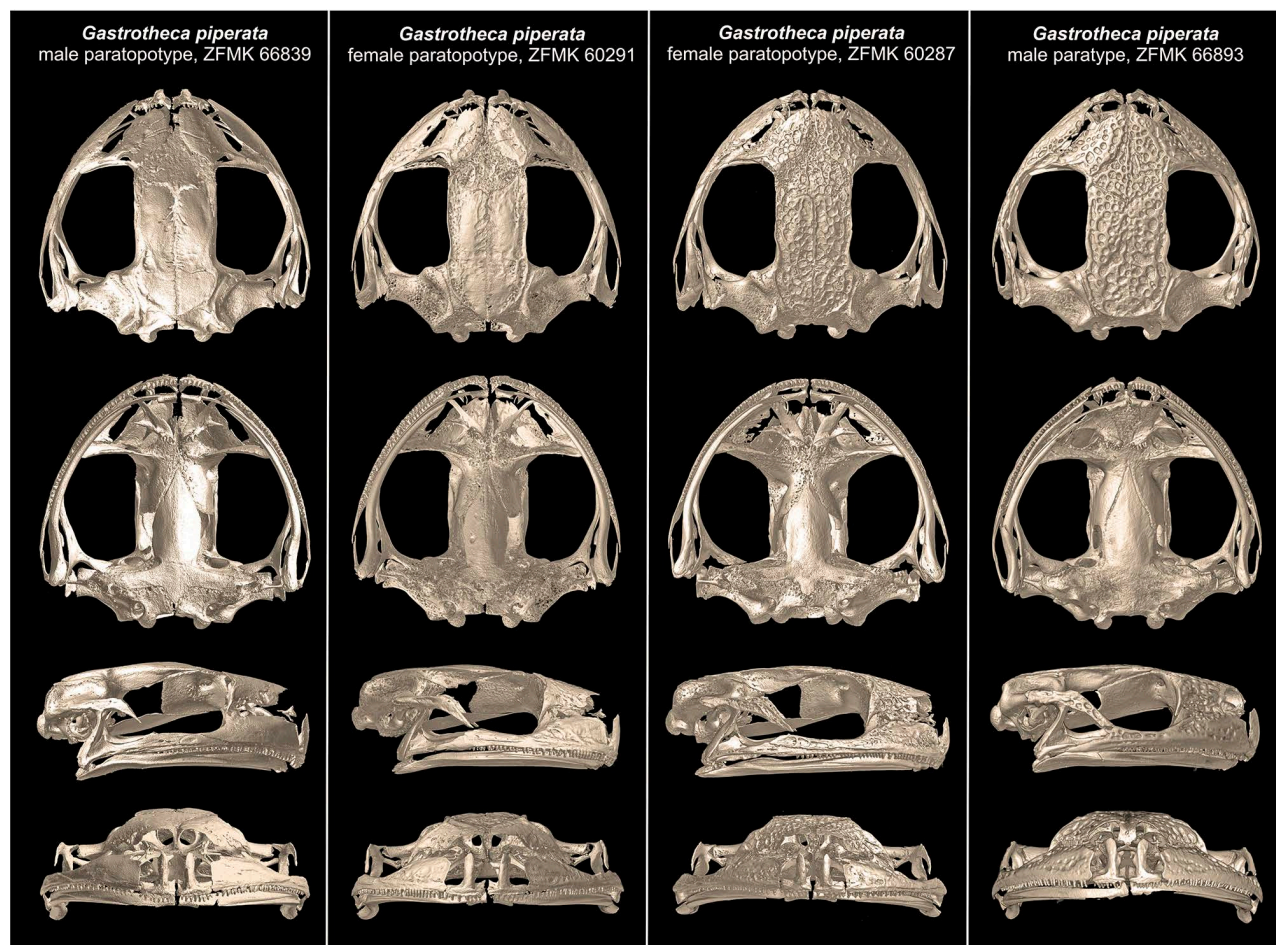 Gastrotheca piperata
male paratopotype, ZFMK 66839
Gastrotheca piperata
female paratopotype, ZFMK 60291
Gastrotheca piperata
female paratopotype, ZFMK 60287
Gastrotheca piperata
male paratype, ZFMK 66893